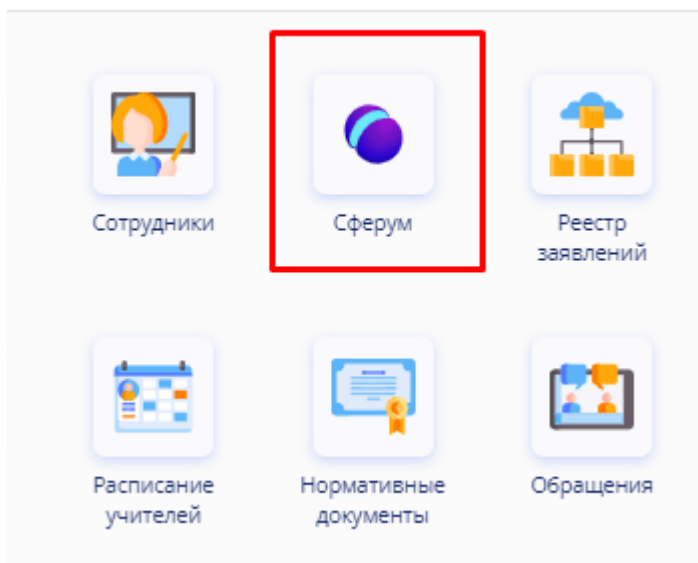 Сотрудники
Сферум
Реестр
заявлений
Расписание
учителей
Нормативные
документы
Обращения